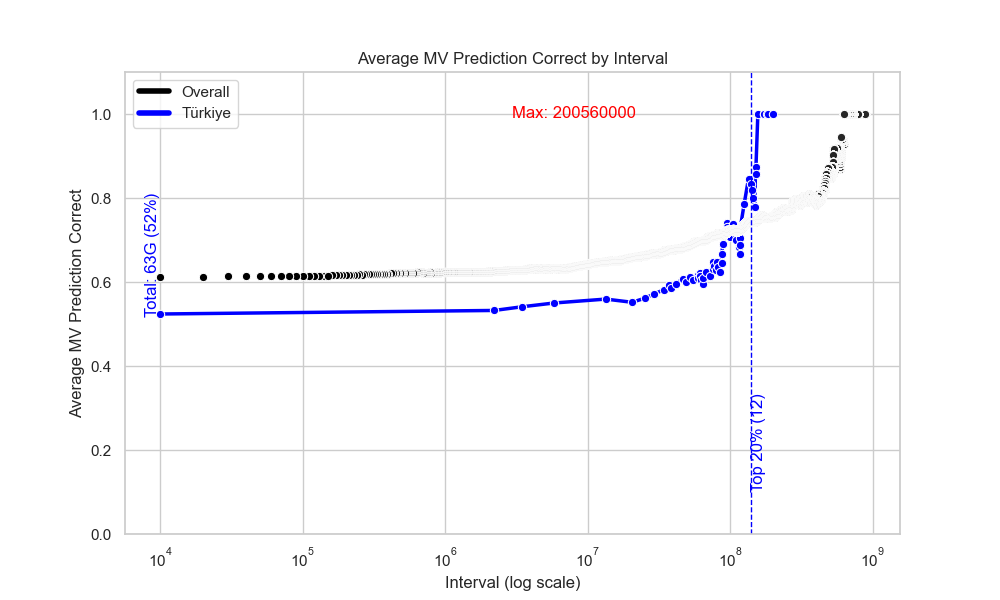 Average MV Prediction Correct by Interval
Overall
Türkiye
Max: 200560000
Total: 63G (52%)
Top 20% (12)
Average MV Prediction Correct
1.0
0.8
0.6
0.4
0.2
0.0
10^4
10^5
10^6
10^7
10^8
10^9
Interval (log scale)